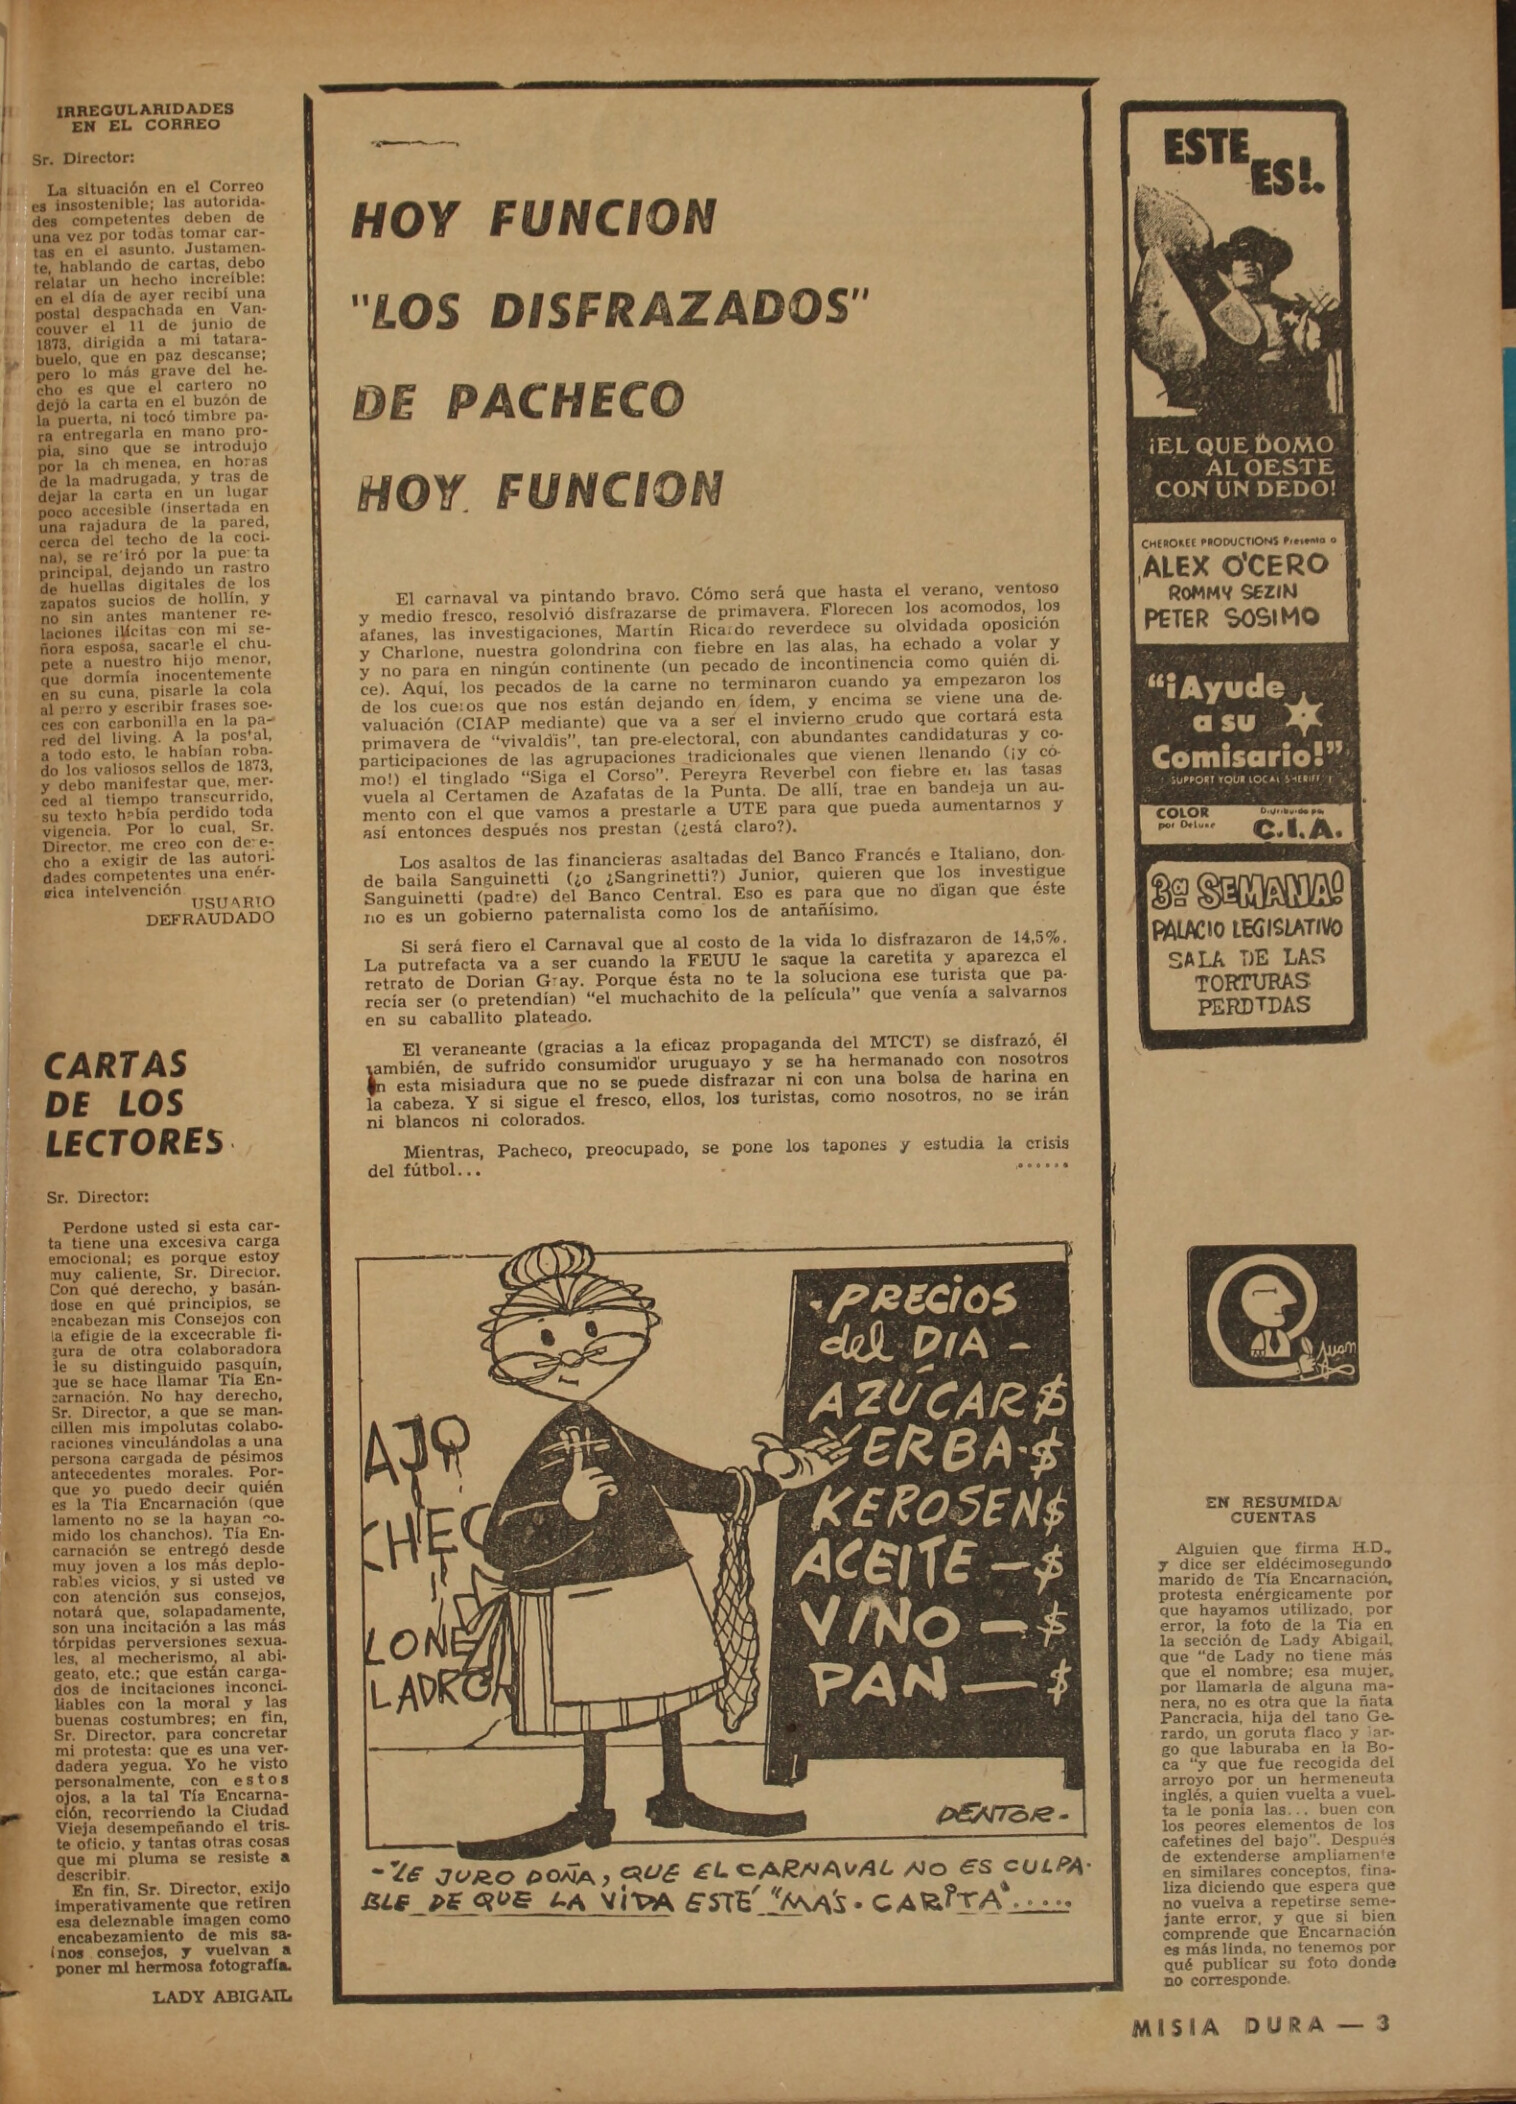 IRREGULARIDADES
EN EL CORREO
Sr. Director:
La situación en el Correo
es insostenible; las autorida-
des competentes deben de
una vez por todas tomar car-
tas en el asunto. Justamen-
te, hablando de cartas, debo
relatar un hecho increíble:
en el día de ayer recibí una
postal despachada en Van-
couver el 11 de junio de
1873, dirigida a mi tatara-
buelo, que en paz descanse;
pero lo más grave del he-
cho es que el cartero no
dejó la carta en el buzón de
la puerta, ni tocó timbre pa-
ra entregarla en mano pro-
pia, sino que se introdujo
por la ch menea, en horas
de la madrugada, y tras de
dejar la carta en un lugar
poco accesible (insertada en
una rajadura de la pared,
cerca del techo de la coci-
na), se retiró por la puerta
principal, dejando un rastro
de huellas digitales de los
zapatos sucios de hollín, y
no sin antes mantener re-
laciones ilícitas con mi se-
ñora esposa, sacarle el chu-
pete a nuestro hijo menor,
que dormía inocentemente
en su cuna, pisarle la cola
al perro y escribir frases soe-
ces con carbonilla en la pa-
red del living. A la postal,
a todo esto, le habían roba-
do los valiosos sellos de 1873,
y debo manifestar que, mer-
ced al tiempo transcurrido,
su texto había perdido toda
vigencia. Por lo cual, Sr.
Director, me creo con dere-
cho a exigir de las autori-
dades competentes una enér-
gica intelvención
USUARIO
DEFRAUDADO
CARTAS
DE LOS
LECTORES
Sr. Director:
Perdone usted si esta car-
ta tiene una excesiva carga
emocional; es porque estoy
muy caliente, Sr. Director.
Con qué derecho, y basán-
dose en qué principios, se
encabezan mis Consejos con
la efigie de la excecrable fi-
gura de otra colaboradora
de su distinguido pasquín,
que se hace llamar Tía En-
carnación. No hay derecho,
Sr. Director, a que se man-
cillen mis impolutas colabo-
raciones vinculándolas a una
persona cargada de pésimos
antecedentes morales. Por-
que yo puedo decir quién
es la Tía Encarnación (que
lamento no se la hayan co-
mido los chanchos). Tía En-
carnación se entregó desde
muy joven a los más deplo-
rables vicios, y si usted ve
con atención sus consejos,
notará que, solapadamente,
son una incitación a las más
tórpidas perversiones sexua-
les, al mecherismo, al abi-
geato, etc.; que están carga-
dos de incitaciones inconci-
liables con la moral y las
buenas costumbres; en fin,
Sr. Director, para concretar
mi protesta: que es una ver-
dadera yegua. Yo he visto
personalmente, con estos
ojos, a la tal Tía Encarna-
ción, recorriendo la Ciudad
Vieja desempeñando el tris-
te oficio, y tantas otras cosas
que mi pluma se resiste a
describir.
En fin, Sr. Director, exijo
imperativamente que retiren
esa deleznable imagen como
encabezamiento de mis sa-
nos consejos, y vuelvan a
poner mi hermosa fotografía.
LADY ABIGAIL
HOY FUNCION
"LOS DISFRAZADOS"
DE PACHECO
HOY FUNCION
El carnaval va pintando bravo. Cómo será que hasta el verano, ventoso
y medio fresco, resolvió disfrazarse de primavera. Florecen los acomodos, los
afanes, las investigaciones, Martín Ricardo reverdece su olvidada oposición
y Charlone, nuestra golondrina con fiebre en las alas, ha echado a volar y
y no para en ningún continente (un pecado de incontinencia como quién di-
ce). Aquí, los pecados de la carne no terminaron cuando ya empezaron los
de los cueros que nos están dejando en ídem, y encima se viene una de-
valuación (CIAP mediante) que va a ser el invierno crudo que cortará esta
primavera de "vivaldis", tan pre-electoral, con abundantes candidaturas y co-
participaciones de las agrupaciones tradicionales que vienen llenando (¡y có-
mo!) el tinglado "Siga el Corso". Pereyra Reverbel con fiebre en las tasas
vuela al Certamen de Azafatas de la Punta. De allí, trae en bandeja un au-
mento con el que vamos a prestarle a UTE para que pueda aumentarnos y
así entonces después nos prestan (¿está claro?).
Los asaltos de las financieras asaltadas del Banco Francés e Italiano, don-
de baila Sanguinetti (¿o ¿Sangrinetti?) Junior, quieren que los investigue
Sanguinetti (padre) del Banco Central. Eso es para que no digan que éste
no es un gobierno paternalista como los de antañísimo.
Si será fiero el Carnaval que al costo de la vida lo disfrazaron de 14,5%.
La putrefacta va a ser cuando la FEUU le saque la caretita y aparezca el
retrato de Dorian Gray. Porque ésta no te la soluciona ese turista que pa-
recía ser (o pretendían) "el muchachito de la película" que venía a salvarnos
en su caballito plateado.
El veraneante (gracias a la eficaz propaganda del MTCT) se disfrazó, él
también, de sufrido consumidor uruguayo y se ha hermanado con nosotros
en esta misiadura que no se puede disfrazar ni con una bolsa de harina en
la cabeza. Y si sigue el fresco, ellos, los turistas, como nosotros, no se irán
ni blancos ni colorados.
Mientras, Pacheco, preocupado, se pone los tapones y estudia la crisis
del fútbol... ......
AJO
CHEC
LONE
LADRON
-PRECIOS
del DIA-
AZÚCAR $
YERBA-$
KEROSEN $
ACEITE — $
VINO — $
PAN — $
DENTOR-
-"LE JURO DOÑA, QUE EL CARNAVAL NO ES CULPA-
BLE DE QUE LA VIDA ESTÉ "MÁS-CARITA".....
ESTE
ES!.
¡EL QUE DOMO
AL OESTE
CON UN DEDO!
CHEROKEE PRODUCTIONS Presenta a
ALEX O'CERO
ROMMY SEZIN
PETER SOSIMO
"¡Ayude
a su
Comisario!"
SUPPORT YOUR LOCAL SHERIFF
COLOR
por DeLuxe
Distribuida por
C.I.A.
3ª SEMANA!
PALACIO LEGISLATIVO
SALA DE LAS
TORTURAS
PERDIDAS
Juan
EN RESUMIDA
CUENTAS
Alguien que firma H.D.,
y dice ser eldécimosegundo
marido de Tía Encarnación,
protesta enérgicamente por
que hayamos utilizado, por
error, la foto de la Tía en
la sección de Lady Abigail,
que "de Lady no tiene más
que el nombre; esa mujer,
por llamarla de alguna ma-
nera, no es otra que la ñata
Pancracia, hija del tano Ge-
rardo, un goruta flaco y lar-
go que laburaba en la Bo-
ca "y que fue recogida del
arroyo por un hermeneuta
inglés, a quien vuelta a vuel-
ta le ponía las... buen con
los peores elementos de los
cafetines del bajo". Después
de extenderse ampliamente
en similares conceptos, fina-
liza diciendo que espera que
no vuelva a repetirse seme-
jante error, y que si bien
comprende que Encarnación
es más linda, no tenemos por
qué publicar su foto donde
no corresponde.
MISIA DURA — 3